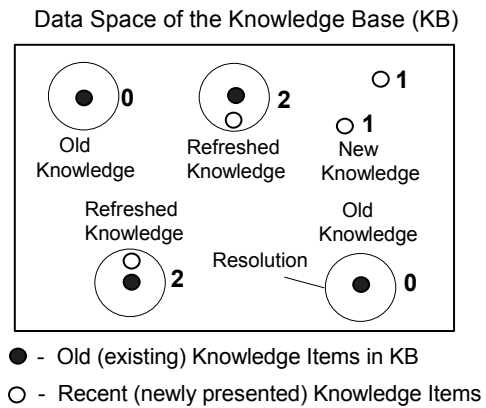 Data Space of the Knowledge Base (KB)
0
Old
Knowledge
2
Refreshed
Knowledge
1
1
New
Knowledge
Refreshed
Knowledge
2
Resolution
Old
Knowledge
0
- Old (existing) Knowledge Items in KB
- Recent (newly presented) Knowledge Items